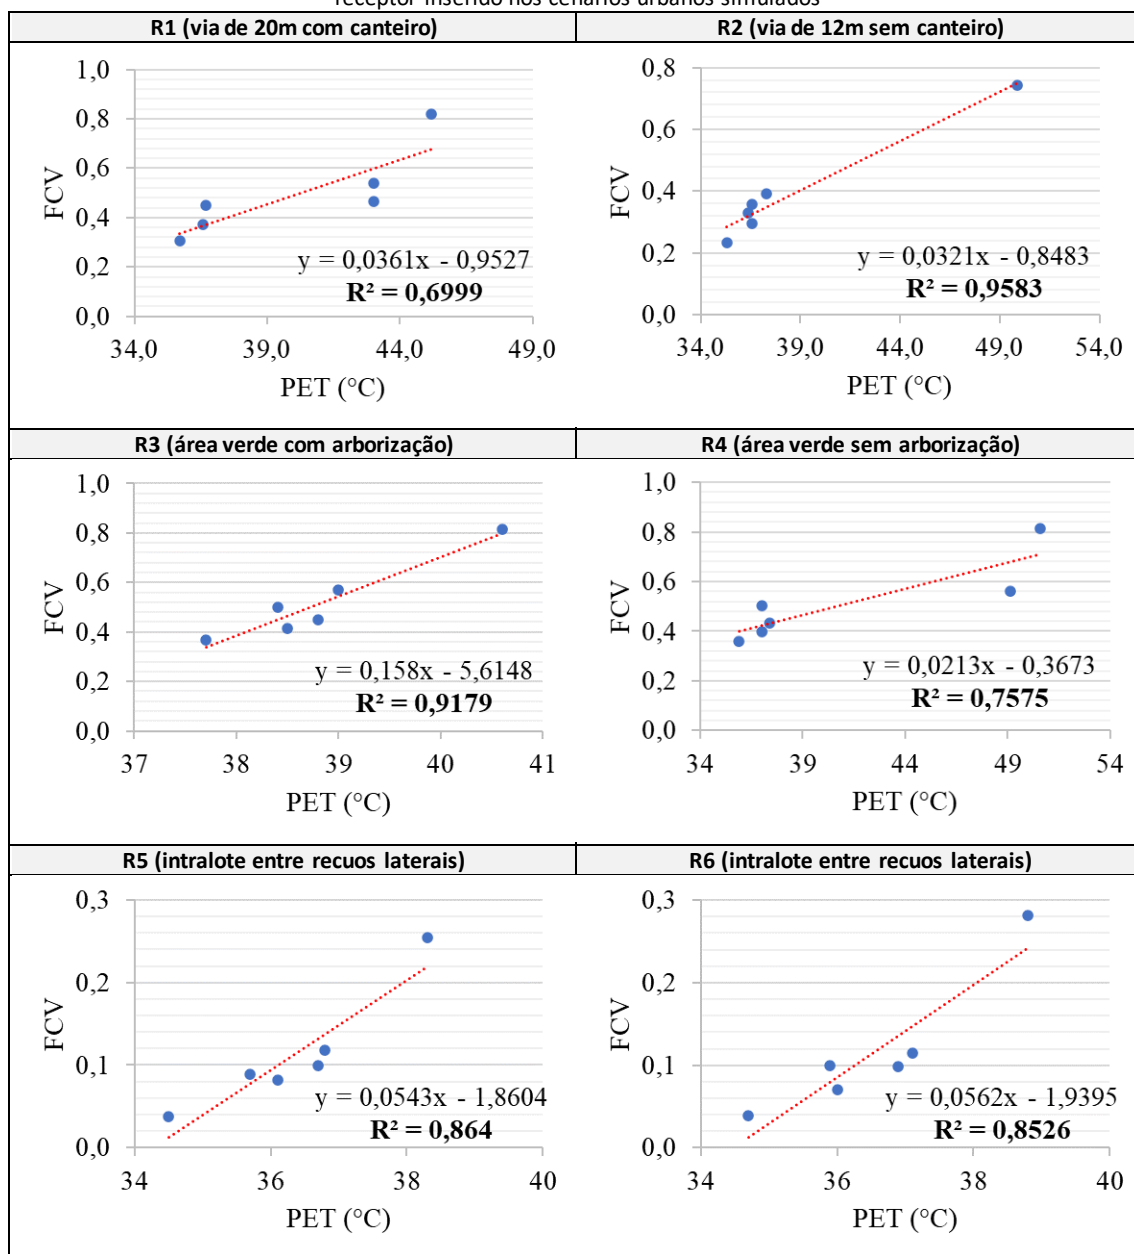 receptor inserido nos cenários urbanos simulados
R1 (via de 20m com canteiro)
R2 (via de 12m sem canteiro)
1,0
0,8
0,6
0,4
0,2
0,0
FCV
y = 0,0361x - 0,9527
R² = 0,6999
34,0 39,0 44,0 49,0
PET (°C)
0,8
0,6
0,4
0,2
0,0
FCV
y = 0,0321x - 0,8483
R² = 0,9583
34,0 39,0 44,0 49,0 54,0
PET (°C)
R3 (área verde com arborização)
R4 (área verde sem arborização)
1,0
0,8
0,6
0,4
0,2
0,0
FCV
y = 0,158x - 5,6148
R² = 0,9179
37 38 39 40 41
PET (°C)
1,0
0,8
0,6
0,4
0,2
0,0
FCV
y = 0,0213x - 0,3673
R² = 0,7575
34 39 44 49 54
PET (°C)
R5 (intralote entre recuos laterais)
R6 (intralote entre recuos laterais)
0,3
0,2
0,1
0,0
FCV
y = 0,0543x - 1,8604
R² = 0,864
34 36 38 40
PET (°C)
0,3
0,2
0,1
0,0
FCV
y = 0,0562x - 1,9395
R² = 0,8526
34 36 38 40
PET (°C)